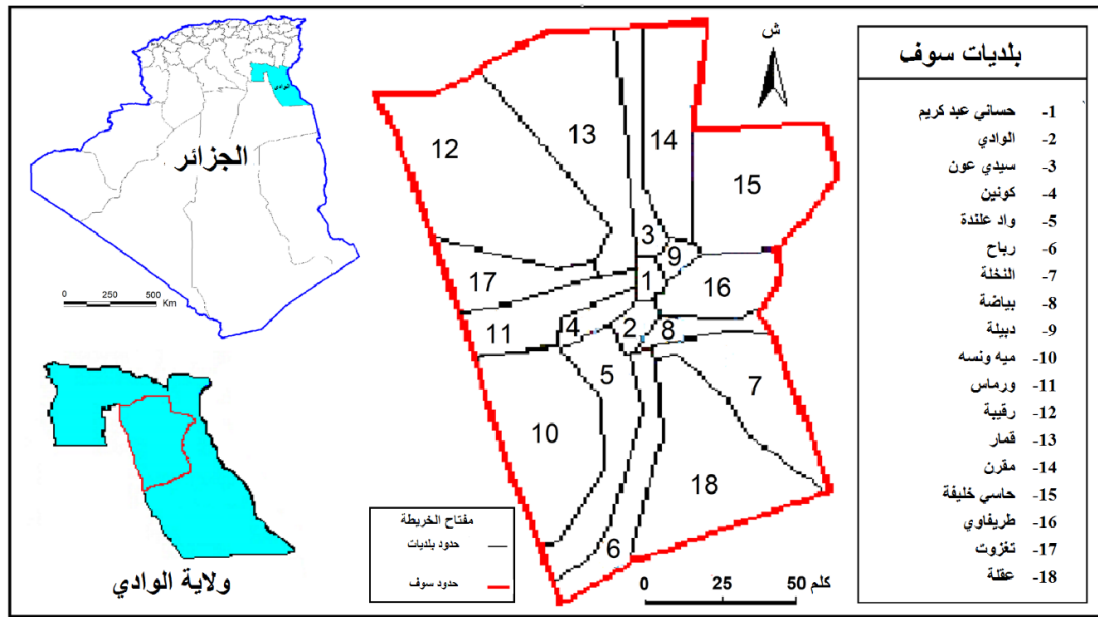 الوادي
الجزائر
0 250 500
Km
ولاية الوادي
ش
12
13
14
15
3
9
17
1
16
11
4
2
8
5
7
10
18
6
مفتاح الخريطة
حدود بلديات
حدود سوف
0 25 50 كلم
بلديات سوف
1- حساني عبد كريم
2- الوادي
3- سيدي عون
4- كونين
5- واد علندة
6- رباح
7- النخلة
8- بياضة
9- دبيلة
10- ميه ونسه
11- ورماس
12- رقيبة
13- قمار
14- مقرن
15- حاسي خليفة
16- طريفاوي
17- تغزوت
18- عقلة